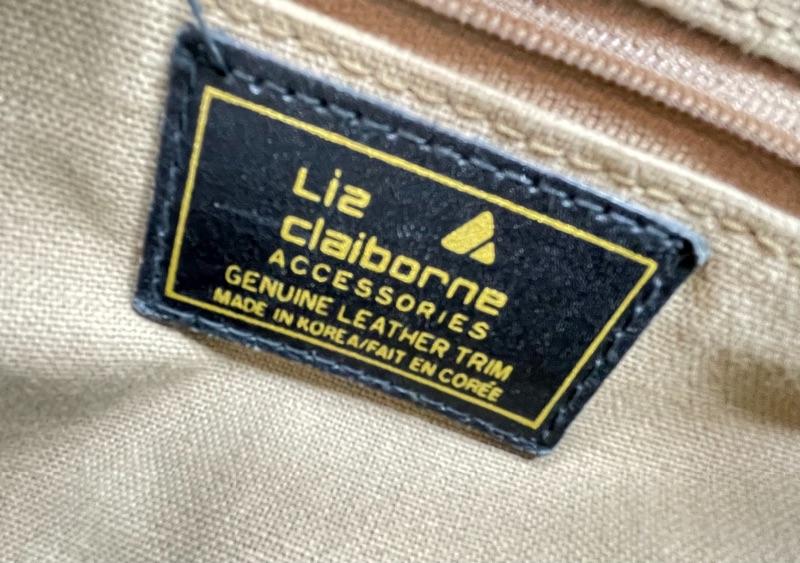 Liz
claiborne
ACCESSORIES
GENUINE LEATHER TRIM
MADE IN KOREA/FAIT EN CORÉE